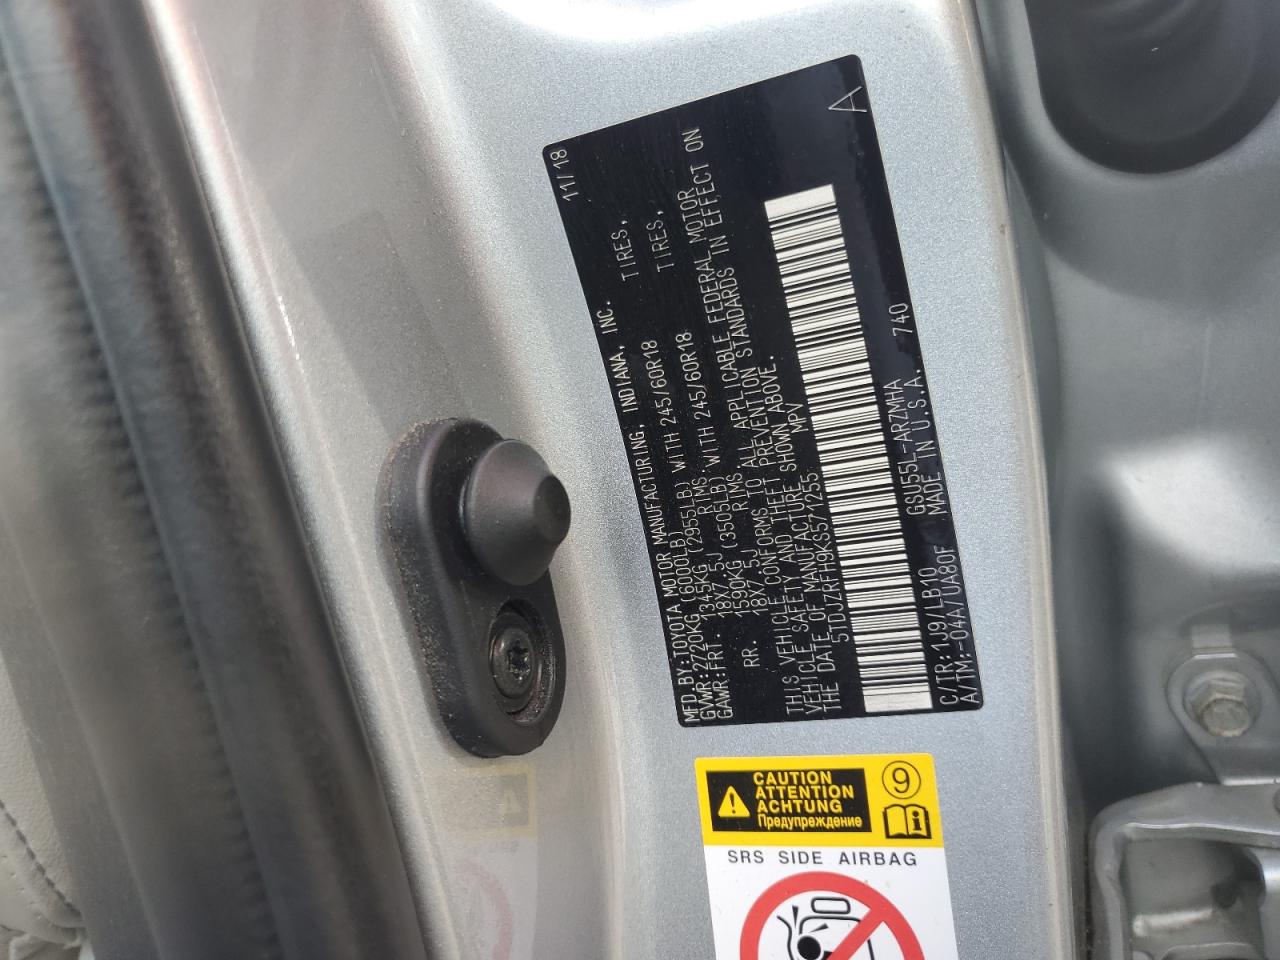 11/18
A
MFD BY:TOYOTA MOTOR MANUFACTURING, INDIANA, INC.
GVWR:2720KG (6000LB)
GAWR:FRT. 1345KG (2955LB) WITH 245/60R18 TIRES,
18X7.5J RIMS
RR. 1590KG (3505LB) WITH 245/60R18 TIRES,
18X7.5J RIMS
THIS VEHICLE CONFORMS TO ALL APPLICABLE FEDERAL MOTOR
VEHICLE SAFETY AND THEFT PREVENTION STANDARDS IN EFFECT ON
THE DATE OF MANUFACTURE SHOWN ABOVE.
5TDJZRFH9KS571255 MPV
C/TR:1J9/LB10 GSU55L-ARZMHA 740
A/TM:-04A/UA80F MADE IN U.S.A.
CAUTION
ATTENTION
ACHTUNG
Предупреждение
9
i
SRS SIDE AIRBAG